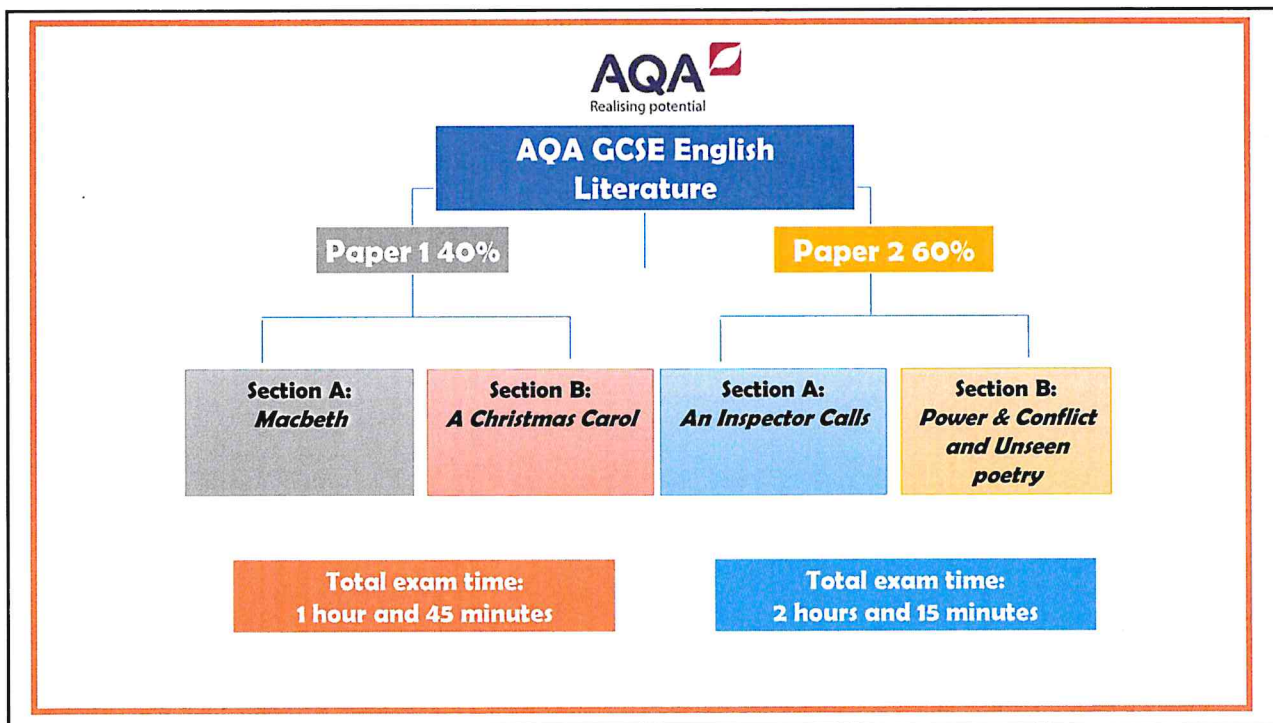 AQA
Realising potential
AQA GCSE English
Literature
Paper 1 40%
Paper 2 60%
Section A:
Macbeth
Section B:
A Christmas Carol
Section A:
An Inspector Calls
Section B:
Power & Conflict
and Unseen
poetry
Total exam time:
1 hour and 45 minutes
Total exam time:
2 hours and 15 minutes